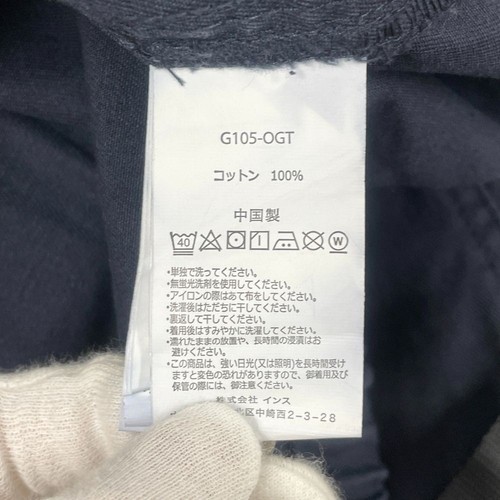 G105-OGT
コットン 100%
中国製
40 W
・単独で洗ってください。
・無蛍光洗剤を使用してください。
・アイロンの際はあて布をしてください。
・洗濯後はただちに干してください。
・裏返して干してください。
・着用後はすみやかに洗濯してください。
・濡れたままの放置や、長時間の浸漬はお
避けください。
・この商品は、強い日光(又は照明)を長時間受け
ますと変色の恐れがありますので、御着用及び
保管の際には、御注意ください。
株式会社 インス
北区中崎西2-3-28